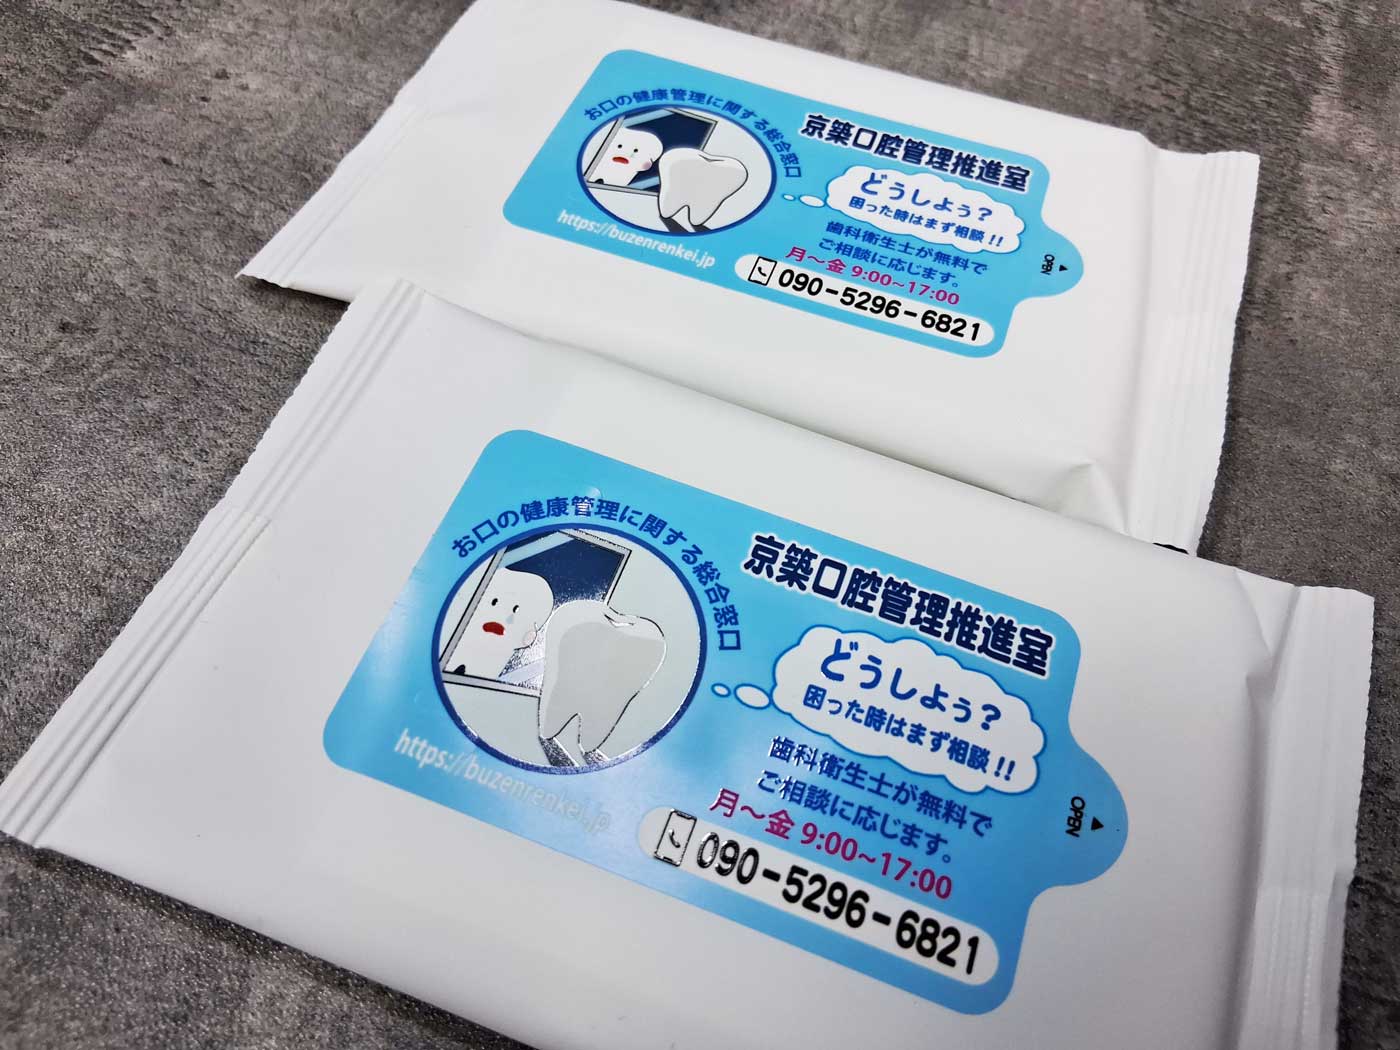 お口の健康管理に関する総合窓口
京築口腔管理推進室
どうしよぅ?
困った時はまず相談!!
歯科衛生士が無料で
ご相談に応じます。
月〜金 9:00~17:00
090-5296-6821
https://buzenrenkei.jp
OPEN
お口の健康管理に関する総合窓口
京築口腔管理推進室
どうしよぅ?
困った時はまず相談!!
歯科衛生士が無料で
ご相談に応じます。
月〜金 9:00~17:00
090-5296-6821
https://buzenrenkei.jp
OPEN